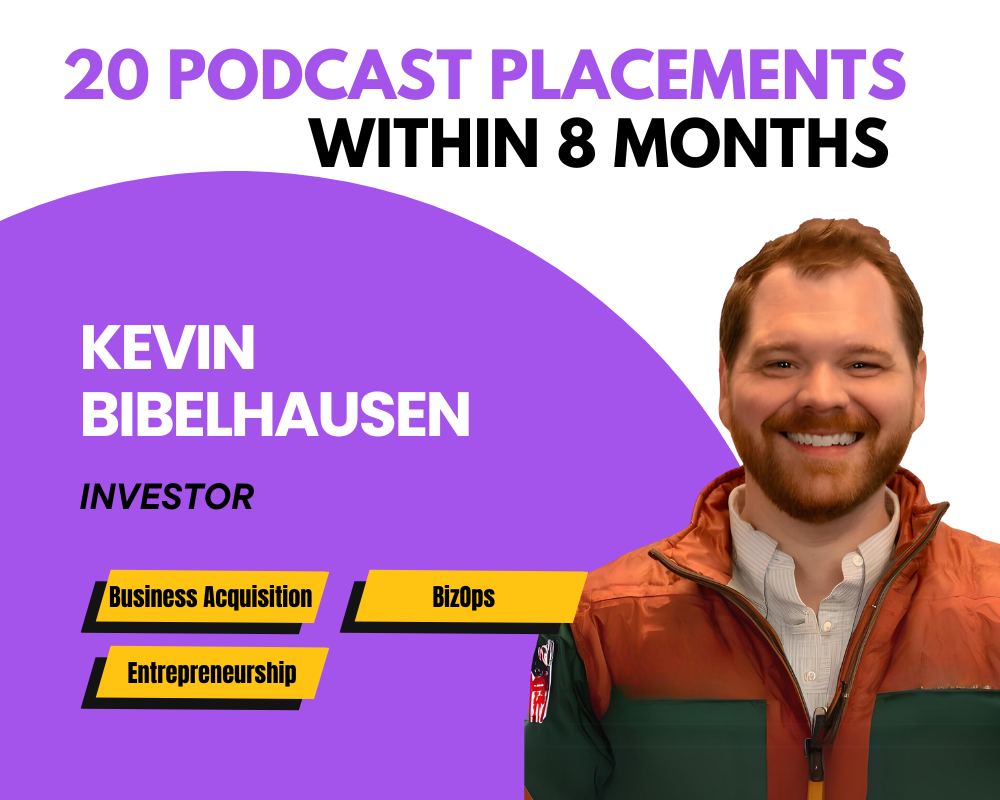 20 PODCAST PLACEMENTS
WITHIN 8 MONTHS
KEVIN
BIBELHAUSEN
INVESTOR
Business Acquisition
BizOps
Entrepreneurship